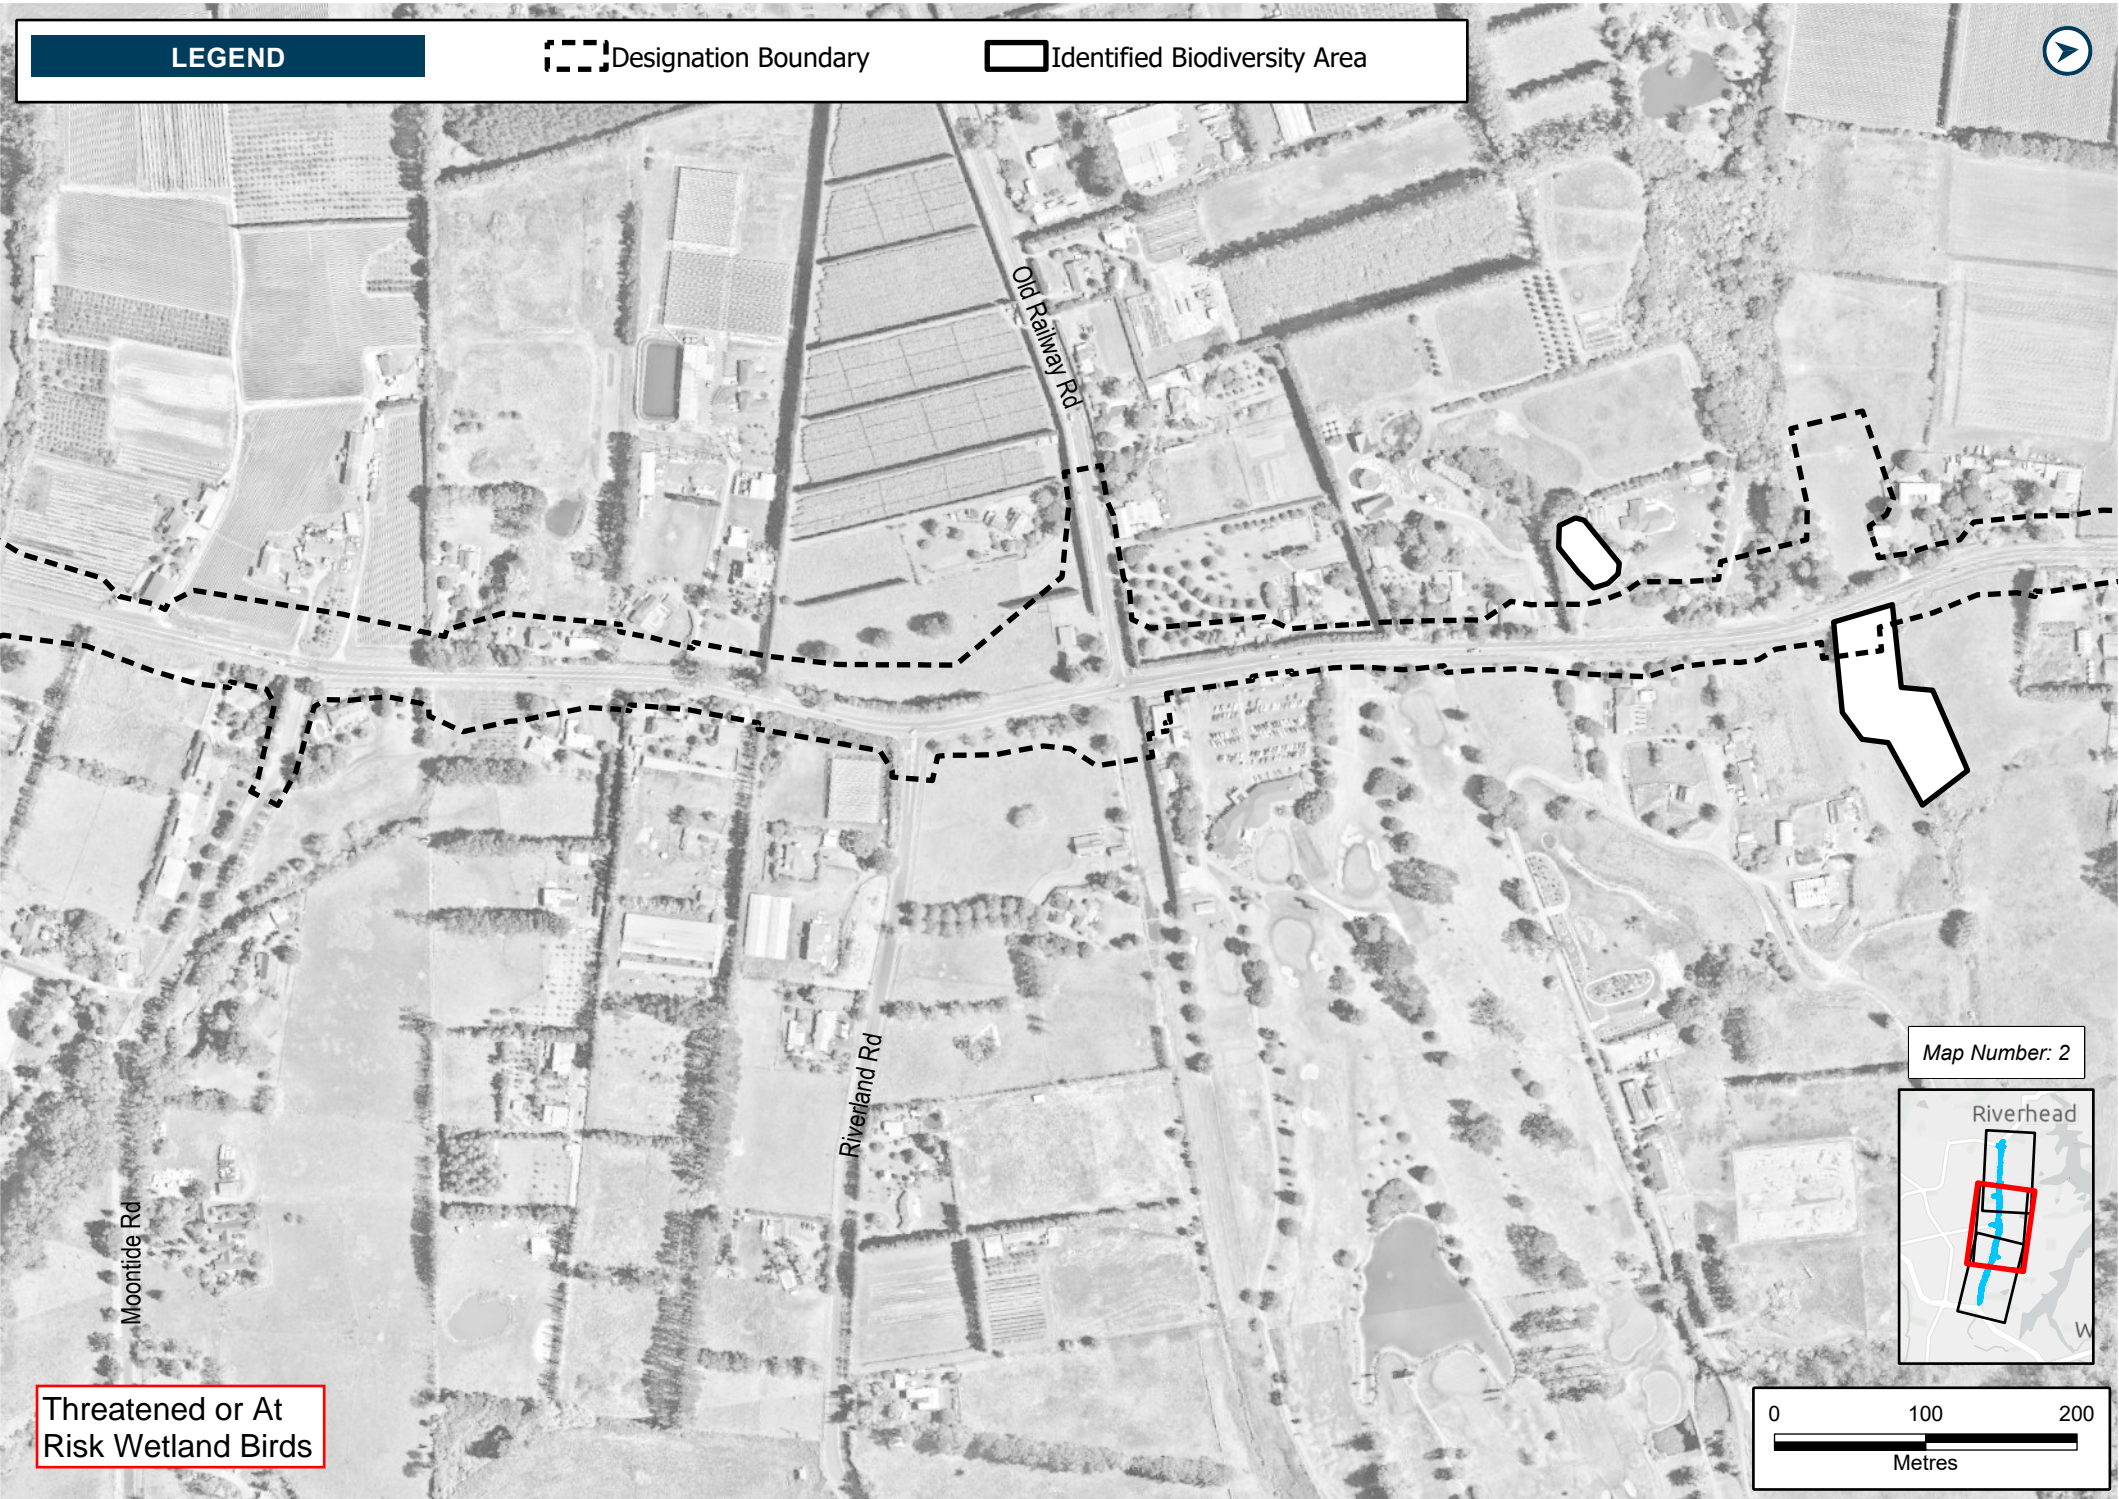 LEGEND
Designation Boundary
Identified Biodiversity Area
Old Railway Rd
Riverland Rd
Moontide Rd
Map Number: 2
Riverhead
W
Threatened or At
Risk Wetland Birds
0 100 200
Metres